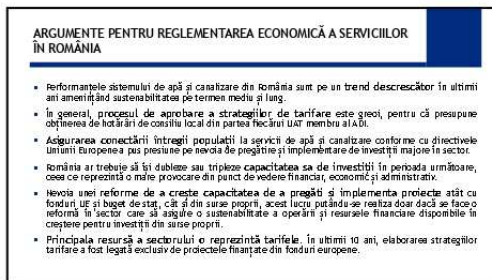 ARGUMENTE PENTRU REGLEMENTAREA ECONOMICĂ A SERVICIILOR
ÎN ROMÂNIA
Performanțele sistemului de apă și canalizare din România sunt pe un trend descrescător în ultimii
ani amenințând sustenabilitatea pe termen mediu și lung.
În general, procesul de aprobare a strategiilor de tarifare este greoi, pentru că presupune
obținerea de hotărâri de consiliu local din partea fiecărui UAT membru al ADI.
Asigurarea conectării întregii populații la servicii de apă și canalizare conforme cu directivele
Uniunii Europene a pus presiune pe nevoia de pregătire și implementare de investiții majore în sector.
România ar trebuie să își dubleze sau tripleze capacitatea sa de investiții în perioada următoare,
ceea ce reprezintă o mare provocare din punct de vedere financiar, economic și administrativ.
Nevoia unei reforme de a crește capacitatea de a pregăti și implementa proiecte atât cu
fonduri UE și buget de stat, cât și din surse proprii, acest lucru putându-se realiza doar dacă se face o
reformă în sector care să asigure o sustenabilitate a operării și resursele financiare disponibile în
creștere pentru investiții din surse proprii.
Principala resursă a sectorului o reprezintă tarifele. În ultimii 10 ani, elaborarea strategiilor
tarifare a fost legată exclusiv de proiectele finanțate din fonduri europene.